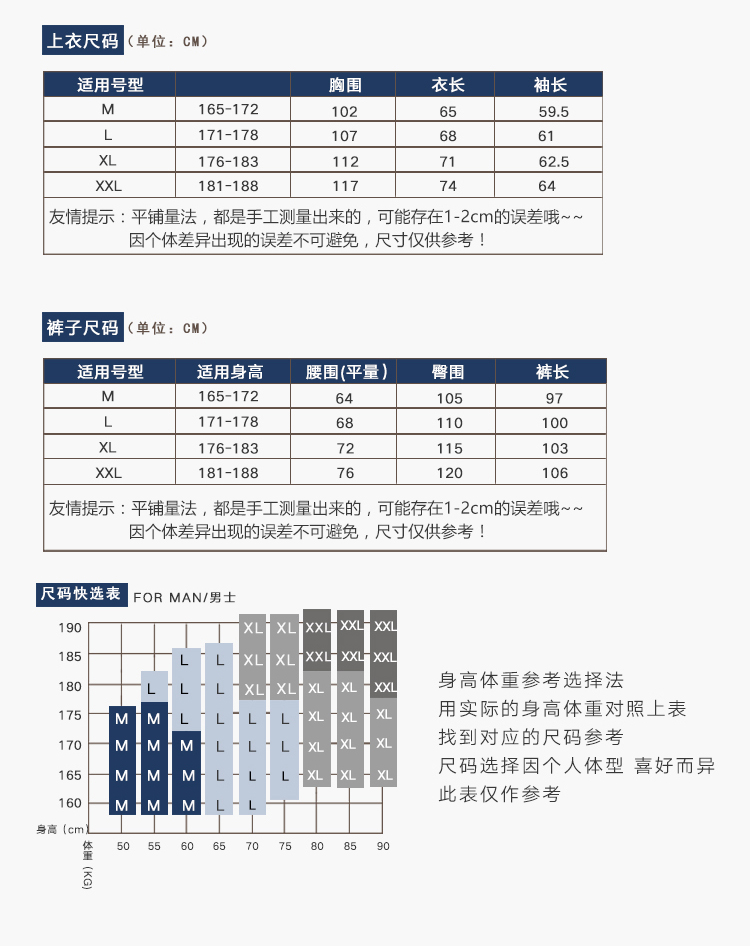 上衣尺码（单位：CM）
适用号型 胸围 衣长 袖长
M 165-172 102 65 59.5
L 171-178 107 68 61
XL 176-183 112 71 62.5
XXL 181-188 117 74 64
友情提示：平铺量法，都是手工测量出来的，可能存在1-2cm的误差哦~~
因个体差异出现的误差不可避免，尺寸仅供参考！
裤子尺码（单位：CM）
适用号型 适用身高 腰围(平量) 臀围 裤长
M 165-172 64 105 97
L 171-178 68 110 100
XL 176-183 72 115 103
XXL 181-188 76 120 106
友情提示：平铺量法，都是手工测量出来的，可能存在1-2cm的误差哦~~
因个体差异出现的误差不可避免，尺寸仅供参考！
尺码快选表 FOR MAN/男士
190 XL XL XXL XXL XXL
185 L L XL XL XXL XXL XXL
180 L L L XL XL XL XL XXL
175 M M L L L L XL XL XL
170 M M M L L L XL XL XL
165 M M M L L L XL XL XL
160 M M M L L
身高（cm）
体重（KG） 50 55 60 65 70 75 80 85 90
身高体重参考选择法
用实际的身高体重对照上表
找到对应的尺码参考
尺码选择因个人体型 喜好而异
此表仅作参考